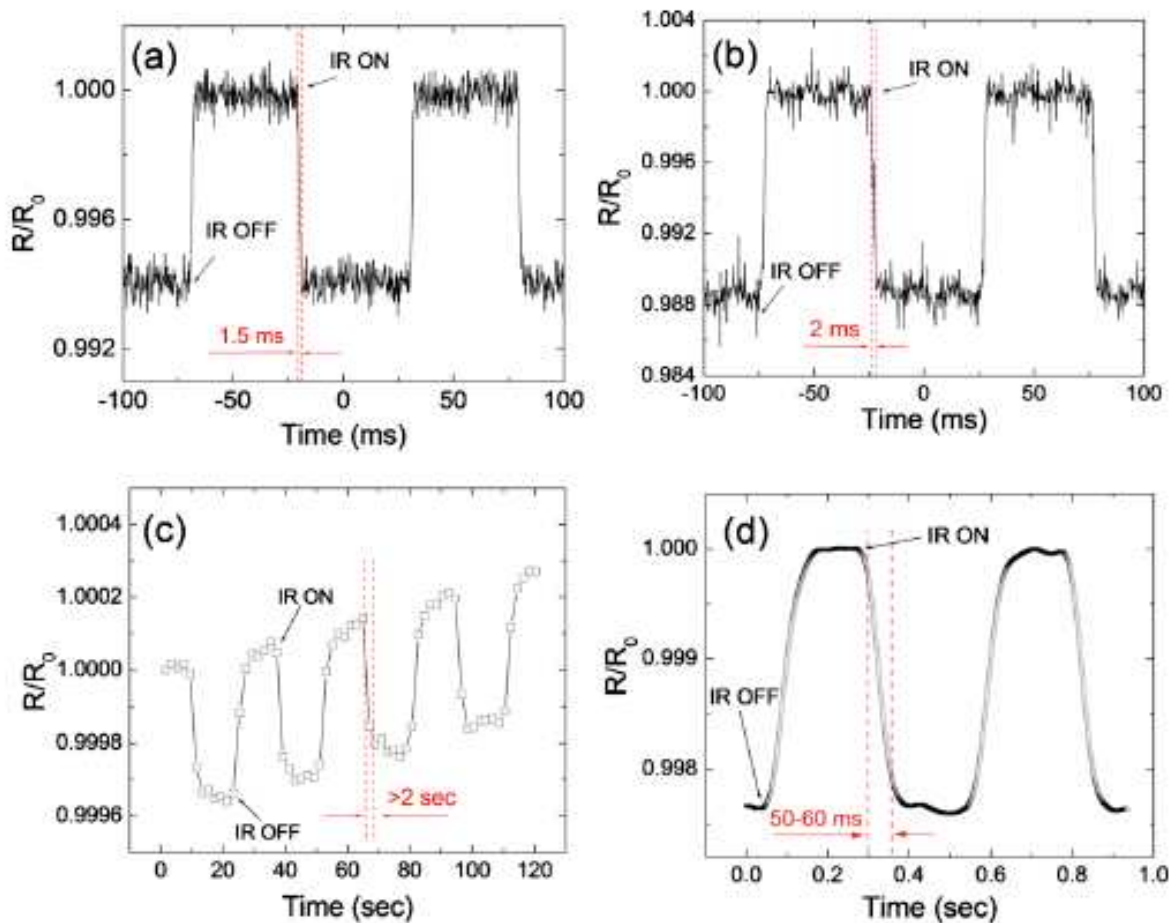 (a)
IR ON
IR OFF
1.5 ms
1.000
0.996
0.992
R/R0
-100 -50 0 50 100
Time (ms)
(b)
IR ON
IR OFF
2 ms
1.004
1.000
0.996
0.992
0.988
0.984
R/R0
-100 -50 0 50 100
Time (ms)
(c)
IR ON
IR OFF
>2 sec
1.0004
1.0002
1.0000
0.9998
0.9996
R/R0
0 20 40 60 80 100 120
Time (sec)
(d)
IR ON
IR OFF
50-60 ms
1.000
0.999
0.998
R/R0
0.0 0.2 0.4 0.6 0.8 1.0
Time (sec)